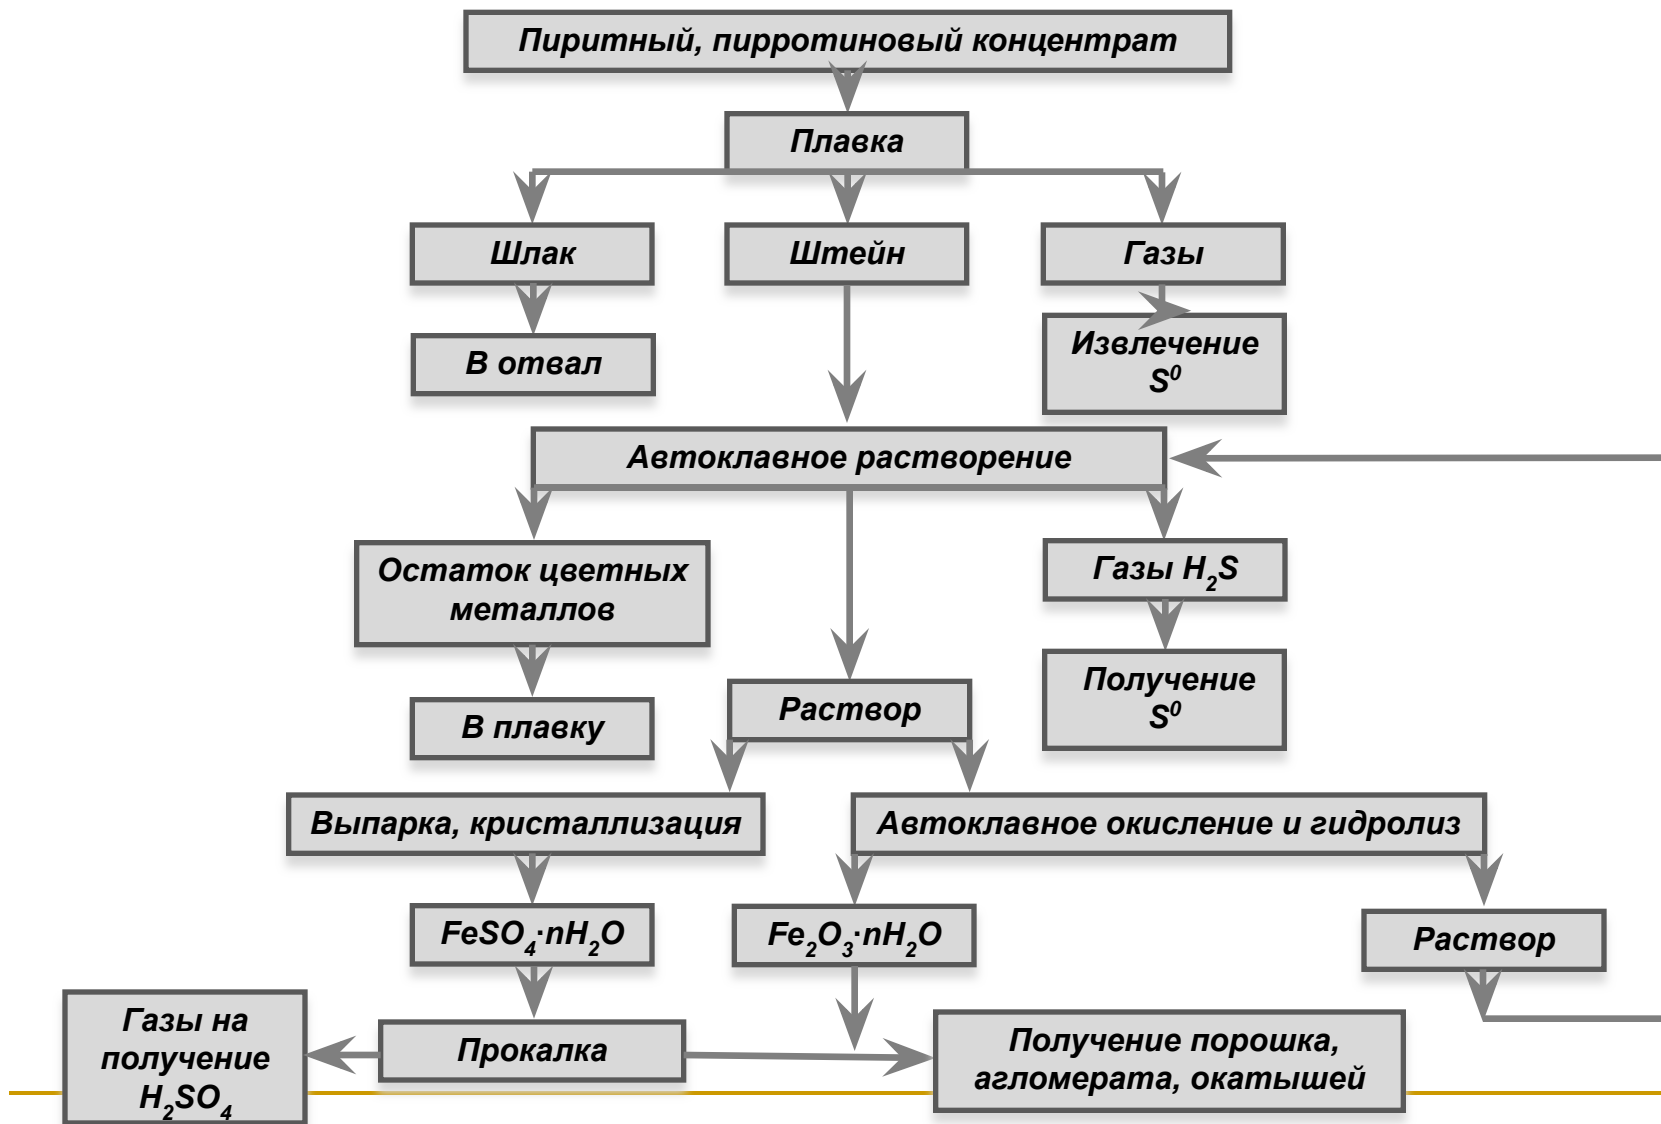 Пиритный, пирротиновый концентрат
Плавка
Шлак
Штейн
Газы
В отвал
Извлечение
S⁰
Автоклавное растворение
Остаток цветных
металлов
Газы H₂S
В плавку
Раствор
Получение
S⁰
Выпарка, кристаллизация
Автоклавное окисление и гидролиз
FeSO₄·nH₂O
Fe₂O₃·nH₂O
Раствор
Газы на
получение
H₂SO₄
Прокалка
Получение порошка,
агломерата, окатышей